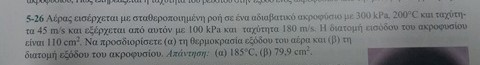 5-26 Αέρας εισέρχεται με σταθεροποιημένη ροή σε ένα αδιαβατικό ακροφύσιο με 300 kPa, 200°C και ταχύτη-
τα 45 m/s και εξέρχεται από αυτόν με 100 kPa και ταχύτητα 180 m/s. Η διατομή εισόδου του ακροφυσίου
είναι 110 cm². Να προσδιορίσετε (α) τη θερμοκρασία εξόδου του αέρα και (β) τη
διατομή εξόδου του ακροφυσίου. Απάντηση: (α) 185°C, (β) 79,9 cm².